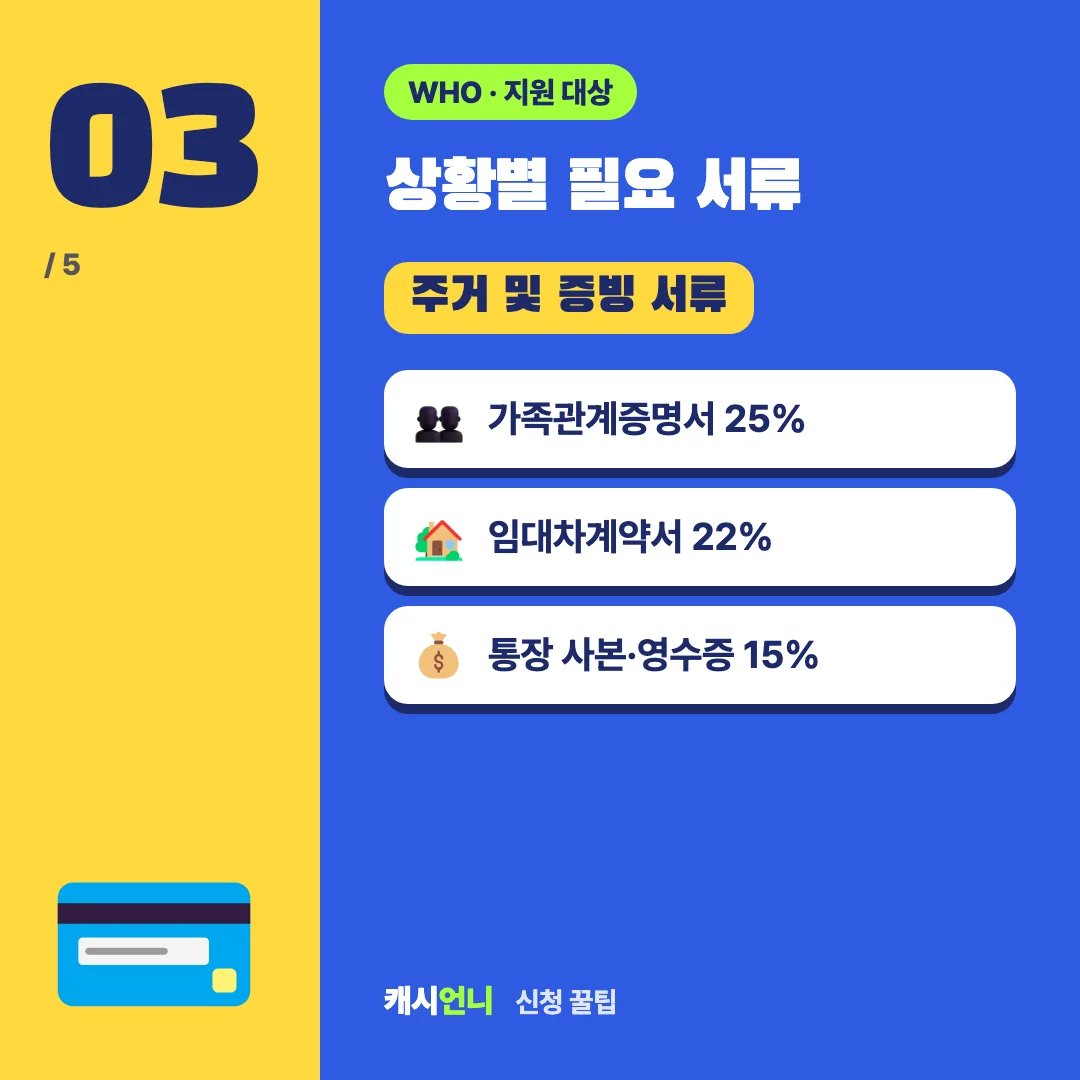 03
/ 5
WHO · 지원 대상
상황별 필요 서류
주거 및 증빙 서류
가족관계증명서 25%
임대차계약서 22%
통장 사본·영수증 15%
캐시언니 신청 꿀팁